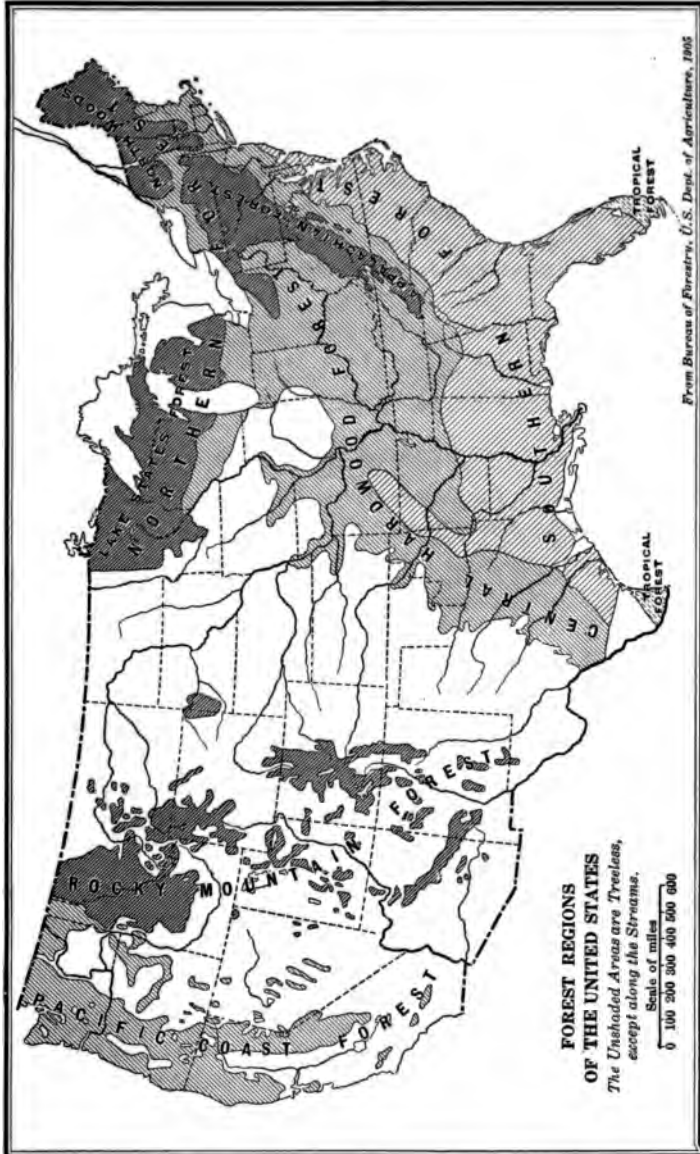 NORTH WOODS
NORTHERN FOREST
LAKE STATES FOREST
APPALACHIAN FOREST
CENTRAL HARDWOOD FOREST
SOUTHERN FOREST
TROPICAL
FOREST
TROPICAL
FOREST
ROCKY MOUNTAIN FOREST
PACIFIC COAST FOREST
FOREST REGIONS
OF THE UNITED STATES
The Unshaded Areas are Treeless,
except along the Streams.
Scale of miles
0 100 200 300 400 500 600
From Bureau of Forestry, U.S. Dept. of Agriculture, 1905